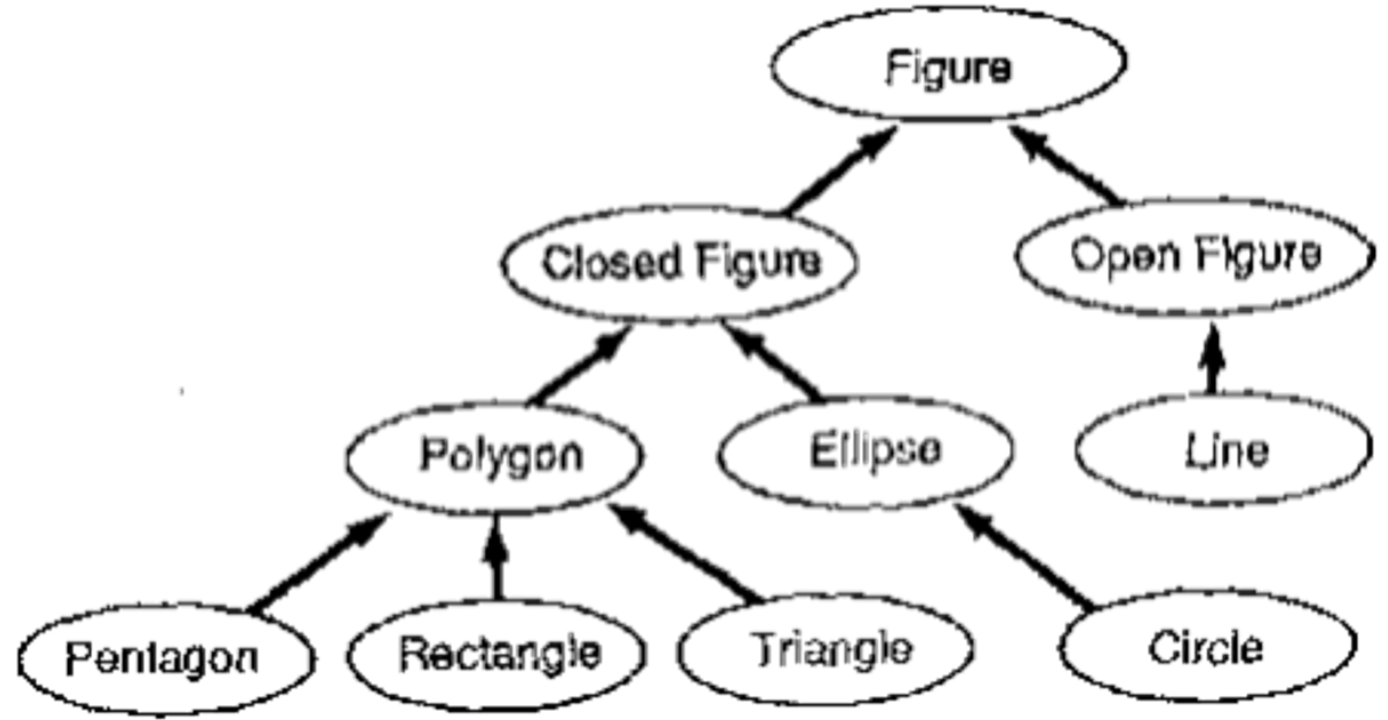 Figure
Closed Figure
Open Figure
Polygon
Ellipse
Line
Pentagon
Rectangle
Triangle
Circle